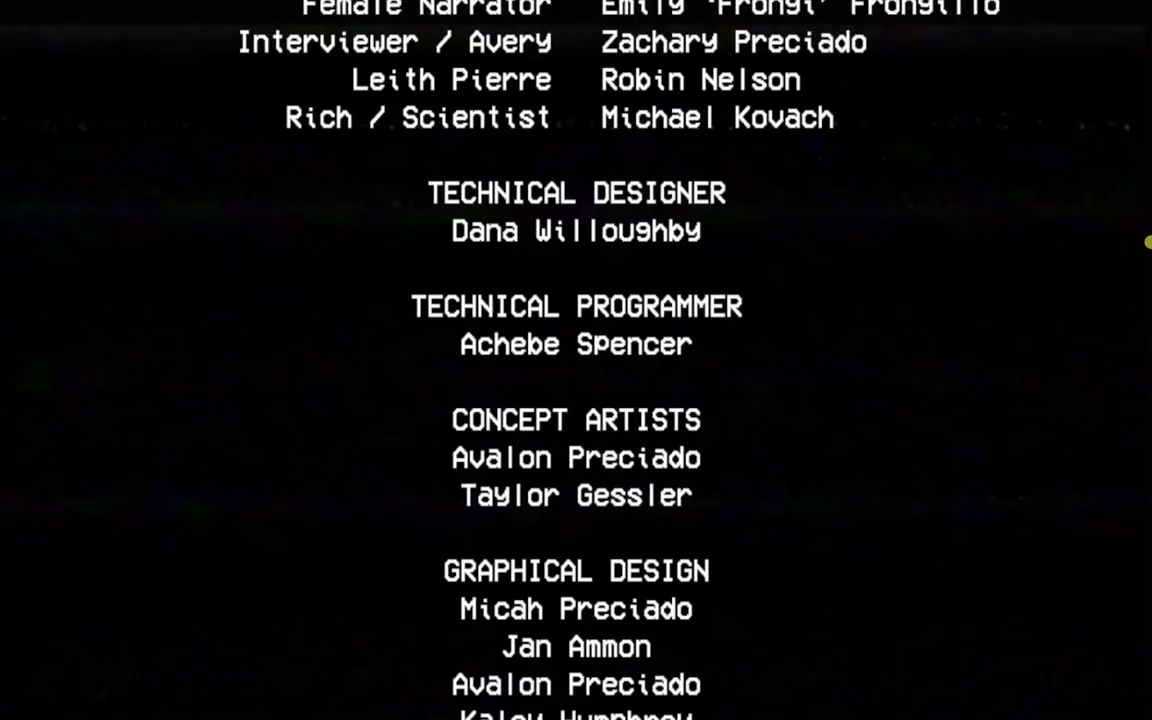 Female Narrator Emily 'Frongi' Frongillo
Interviewer / Avery Zachary Preciado
Leith Pierre Robin Nelson
Rich / Scientist Michael Kovach
TECHNICAL DESIGNER
Dana Willoughby
TECHNICAL PROGRAMMER
Achebe Spencer
CONCEPT ARTISTS
Avalon Preciado
Taylor Gessler
GRAPHICAL DESIGN
Micah Preciado
Jan Ammon
Avalon Preciado
Kaley Humphrey